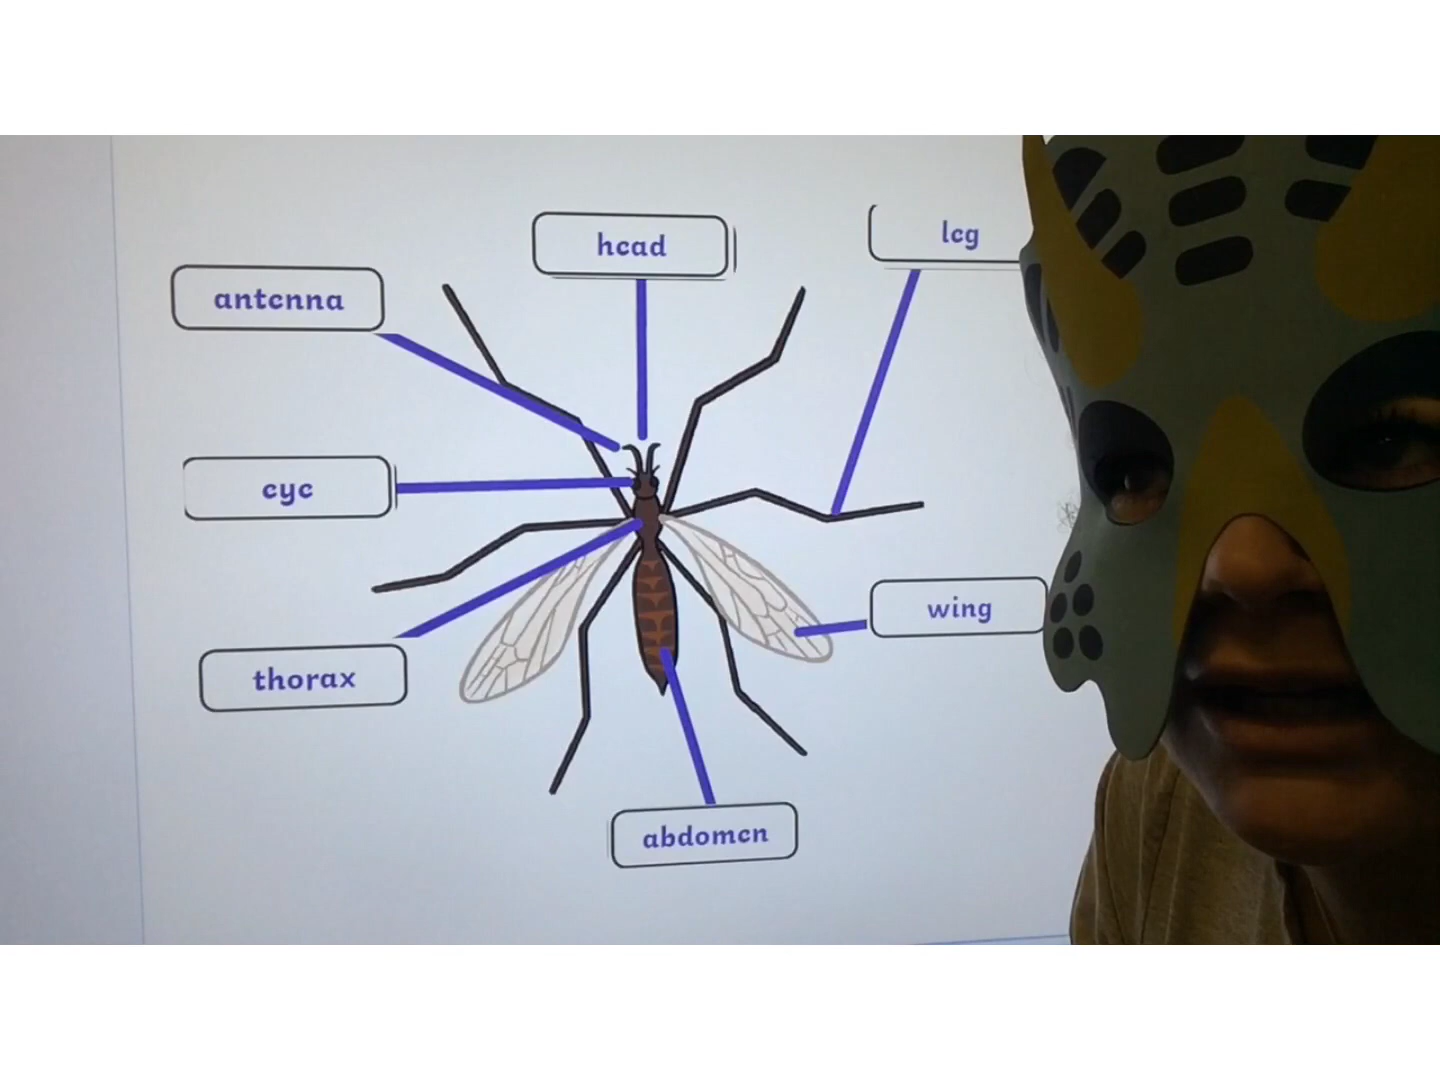 head
leg
antenna
eye
wing
thorax
abdomen